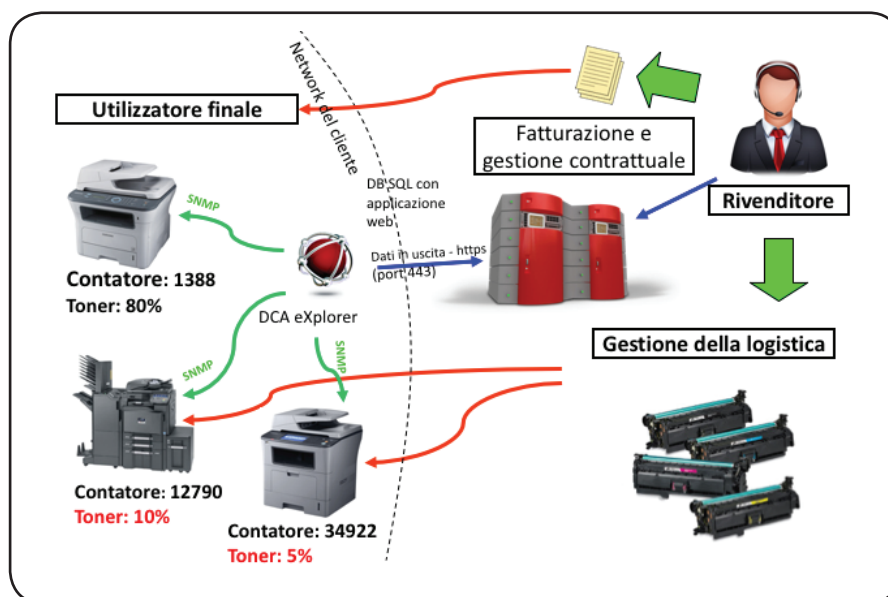 Network del cliente
Utilizzatore finale
Fatturazione e
gestione contrattuale
Rivenditore
SNMP
DB SQL con
applicazione
web
Dati in uscita - https
(port 443)
Contatore: 1388
Toner: 80%
DCA eXplorer
SNMP
SNMP
Gestione della logistica
Contatore: 12790
Toner: 10%
Contatore: 34922
Toner: 5%